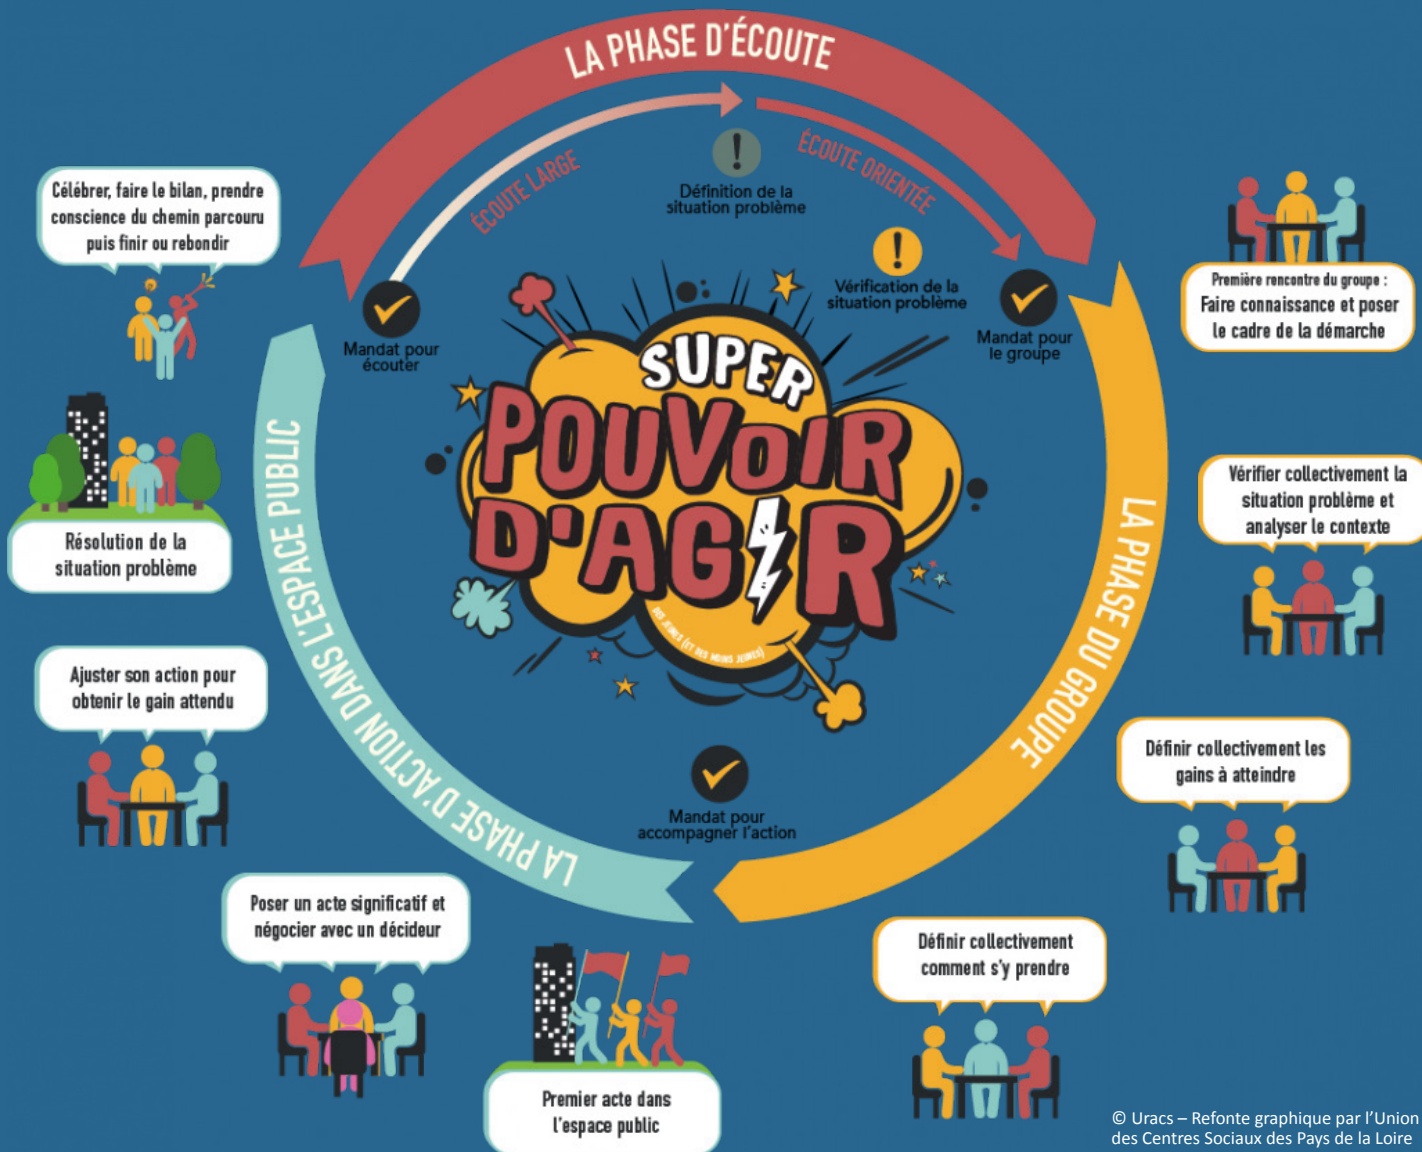 LA PHASE D'ÉCOUTE
ÉCOUTE LARGE
ÉCOUTE ORIENTÉE
Définition de la
situation problème
Vérification de la
situation problème
Mandat pour
écouter
Mandat pour
le groupe
SUPER
POUVOIR
D'AGIR
DES JEUNES (ET DES MOINS JEUNES)
Mandat pour
accompagner l'action
LA PHASE DU GROUPE
Première rencontre du groupe :
Faire connaissance et poser
le cadre de la démarche
Vérifier collectivement la
situation problème et
analyser le contexte
Définir collectivement les
gains à atteindre
Définir collectivement
comment s'y prendre
LA PHASE D'ACTION DANS L'ESPACE PUBLIC
Premier acte dans
l'espace public
Poser un acte significatif et
négocier avec un décideur
Ajuster son action pour
obtenir le gain attendu
Résolution de la
situation problème
Célébrer, faire le bilan, prendre
conscience du chemin parcouru
puis finir ou rebondir
© Uracs – Refonte graphique par l'Union
des Centres Sociaux des Pays de la Loire